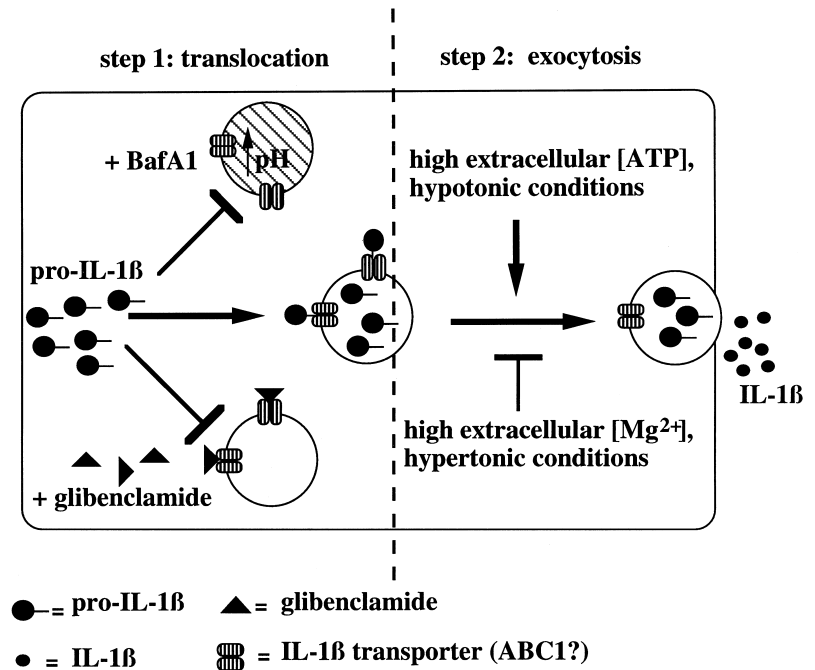 step 1: translocation
step 2: exocytosis
+ BafA1
pH
high extracellular [ATP],
hypotonic conditions
pro-IL-1ß
IL-1ß
high extracellular [Mg2+],
hypertonic conditions
+ glibenclamide
= pro-IL-1ß
= glibenclamide
= IL-1ß
= IL-1ß transporter (ABC1?)